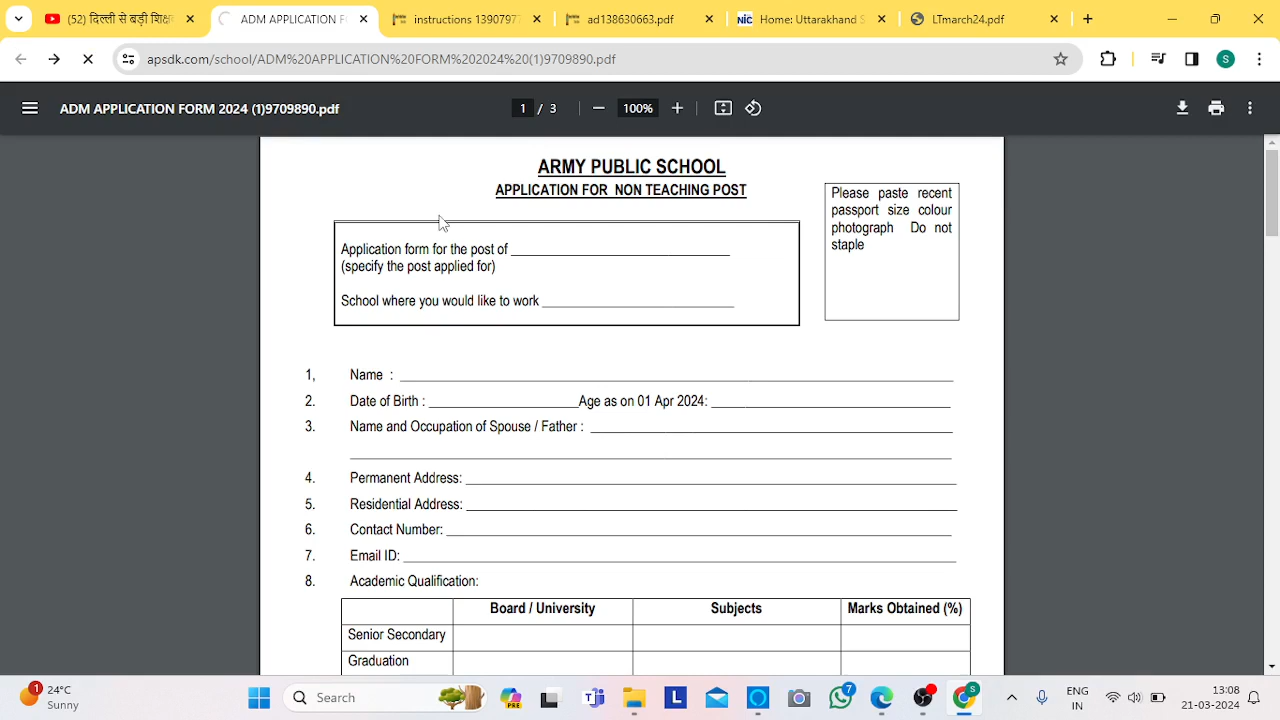 (52) दिल्ली से बड़ी शिक्ष
ADM APPLICATION F
instructions 13907977
ad138630663.pdf
NIC
Home: Uttarakhand S
LTmarch24.pdf
apsdk.com/school/ADM%20APPLICATION%20FORM%202024%20(1)9709890.pdf
S
ADM APPLICATION FORM 2024 (1)9709890.pdf
1 / 3
100%
ARMY PUBLIC SCHOOL
APPLICATION FOR NON TEACHING POST
Please paste recent
passport size colour
photograph Do not
staple
Application form for the post of
(specify the post applied for)
School where you would like to work
1, Name :
2. Date of Birth : Age as on 01 Apr 2024:
3. Name and Occupation of Spouse / Father :
4. Permanent Address:
5. Residential Address:
6. Contact Number:
7. Email ID:
8. Academic Qualification:
Board / University Subjects Marks Obtained (%)
Senior Secondary
Graduation
1
24°C
Sunny
Search
PRE
L
7
S
ENG
IN
13:08
21-03-2024